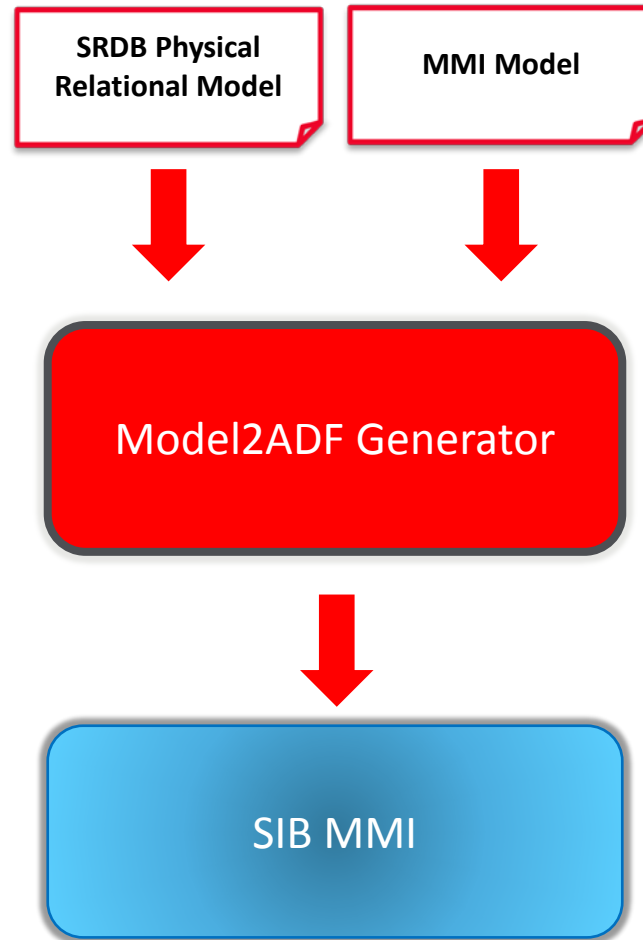 SRDB Physical
Relational Model
MMI Model
Model2ADF Generator
SIB MMI